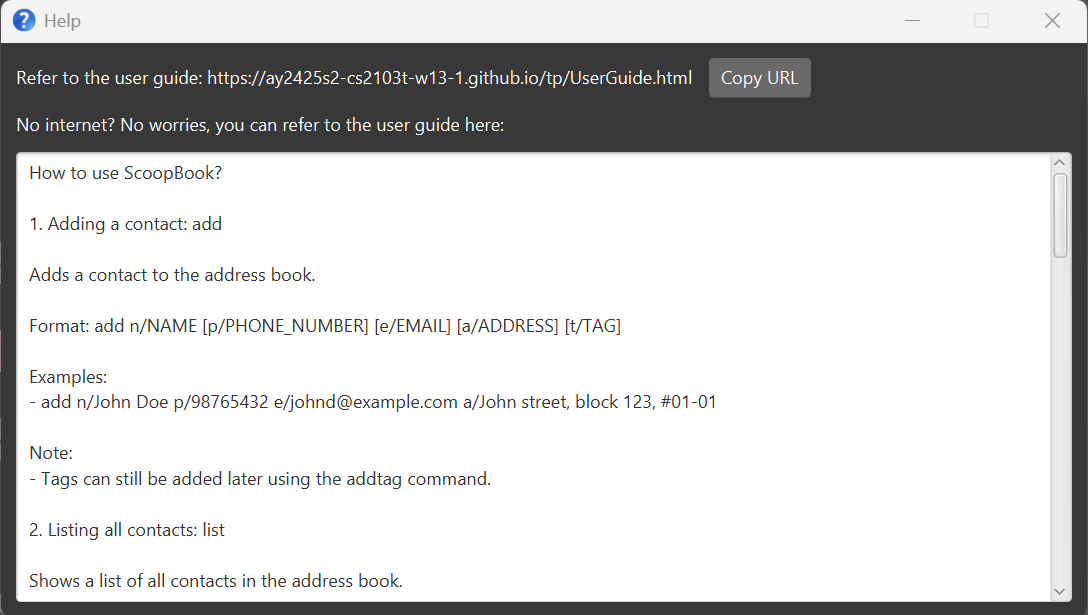 Help
Refer to the user guide: https://ay2425s2-cs2103t-w13-1.github.io/tp/UserGuide.html Copy URL
No internet? No worries, you can refer to the user guide here:
How to use ScoopBook?
1. Adding a contact: add
Adds a contact to the address book.
Format: add n/NAME [p/PHONE_NUMBER] [e/EMAIL] [a/ADDRESS] [t/TAG]
Examples:
- add n/John Doe p/98765432 e/johnd@example.com a/John street, block 123, #01-01
Note:
- Tags can still be added later using the addtag command.
2. Listing all contacts: list
Shows a list of all contacts in the address book.